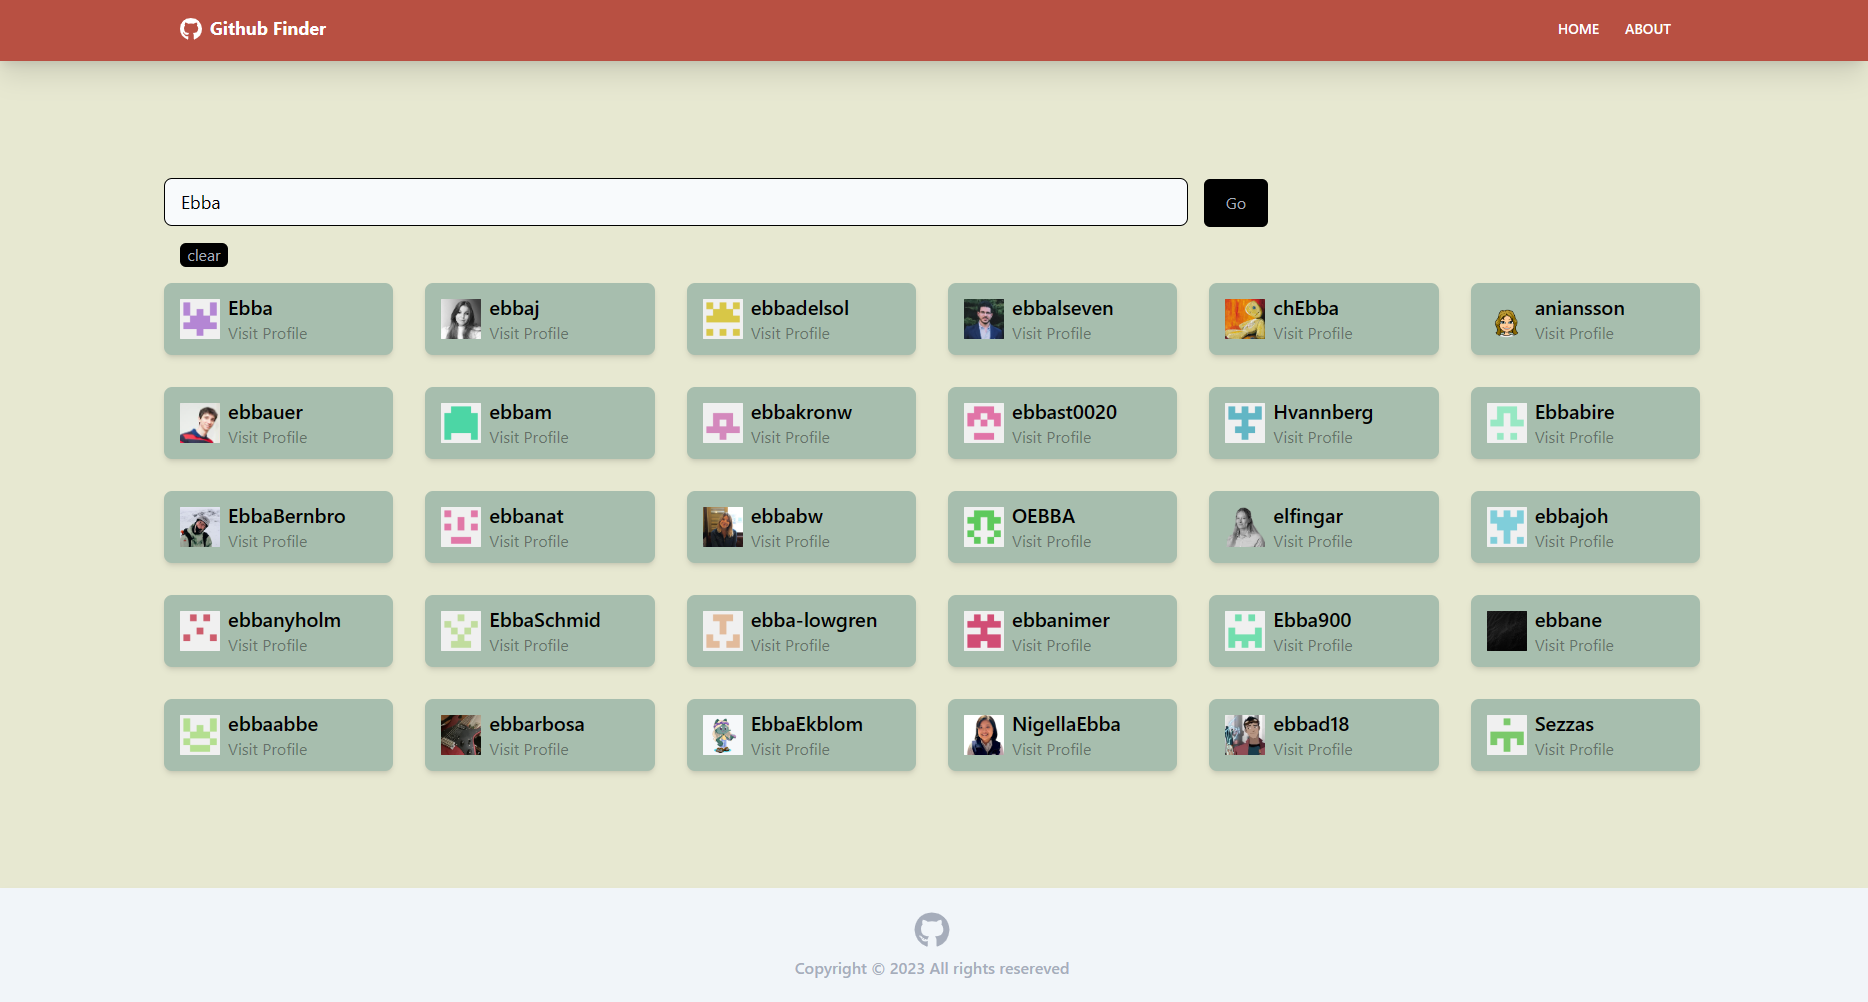 Github Finder HOME ABOUT
Ebba Go
clear
Ebba ebbaj ebbadelsol ebbalseven chEbba aniansson
Visit Profile Visit Profile Visit Profile Visit Profile Visit Profile Visit Profile
ebbauer ebbam ebbakronw ebbast0020 Hvannberg Ebbabire
Visit Profile Visit Profile Visit Profile Visit Profile Visit Profile Visit Profile
EbbaBernbro ebbanat ebbabw OEBBA elfingar ebbajoh
Visit Profile Visit Profile Visit Profile Visit Profile Visit Profile Visit Profile
ebbanyholm EbbaSchmid ebba-lowgren ebbanimer Ebba900 ebbane
Visit Profile Visit Profile Visit Profile Visit Profile Visit Profile Visit Profile
ebbaabbe ebbarbosa EbbaEkblom NigellaEbba ebbad18 Sezzas
Visit Profile Visit Profile Visit Profile Visit Profile Visit Profile Visit Profile
Copyright © 2023 All rights resereved